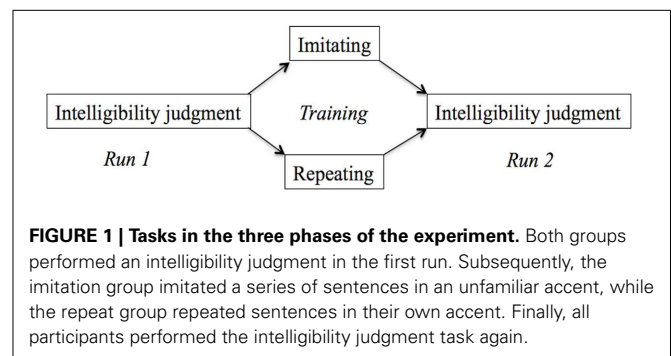 Imitating
Intelligibility judgment
Training
Intelligibility judgment
Run 1
Run 2
Repeating
FIGURE 1 | Tasks in the three phases of the experiment. Both groups
performed an intelligibility judgment in the first run. Subsequently, the
imitation group imitated a series of sentences in an unfamiliar accent, while
the repeat group repeated sentences in their own accent. Finally, all
participants performed the intelligibility judgment task again.